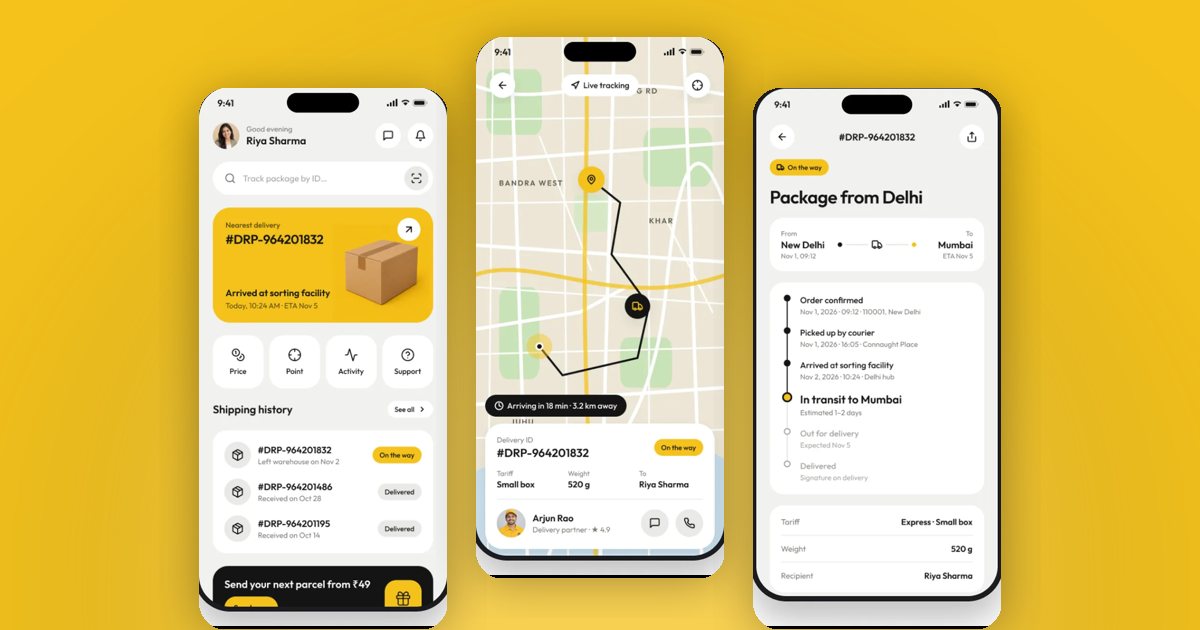 9:41
Good evening
Riya Sharma
Track package by ID...
Nearest delivery
#DRP-964201832
Arrived at sorting facility
Today, 10:24 AM · ETA Nov 5
Price
Point
Activity
Support
Shipping history
See all
#DRP-964201832
Left warehouse on Nov 2
On the way
#DRP-964201486
Received on Oct 28
Delivered
#DRP-964201195
Received on Oct 14
Delivered
Send your next parcel from ₹49
9:41
Live tracking
G RD
BANDRA WEST
KHAR
Arriving in 18 min · 3.2 km away
JUHU
Delivery ID
#DRP-964201832
On the way
Tariff
Weight
To
Small box
520 g
Riya Sharma
Arjun Rao
Delivery partner · ★ 4.9
9:41
#DRP-964201832
On the way
Package from Delhi
From
To
New Delhi
Mumbai
Nov 1, 09:12
ETA Nov 5
Order confirmed
Nov 1, 2026 · 09:12 · 110001, New Delhi
Picked up by courier
Nov 1, 2026 · 16:05 · Connaught Place
Arrived at sorting facility
Nov 2, 2026 · 10:24 · Delhi hub
In transit to Mumbai
Estimated 1–2 days
Out for delivery
Expected Nov 5
Delivered
Signature on delivery
Tariff
Express · Small box
Weight
520 g
Recipient
Riya Sharma